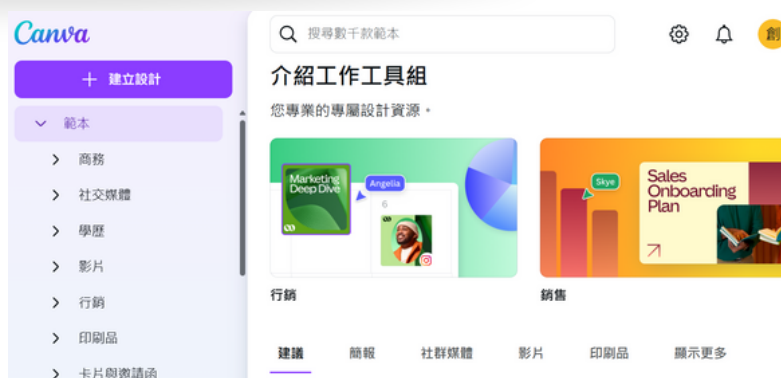 Canva
搜尋數千款範本
創
+ 建立設計
範本
商務
社交媒體
學歷
影片
行銷
印刷品
卡片與邀請函
介紹工作工具組
您專業的專屬設計資源。
Marketing
Deep Dive
Angelia
6
行銷
Skye
Sales
Onboarding
Plan
銷售
建議 簡報 社群媒體 影片 印刷品 顯示更多